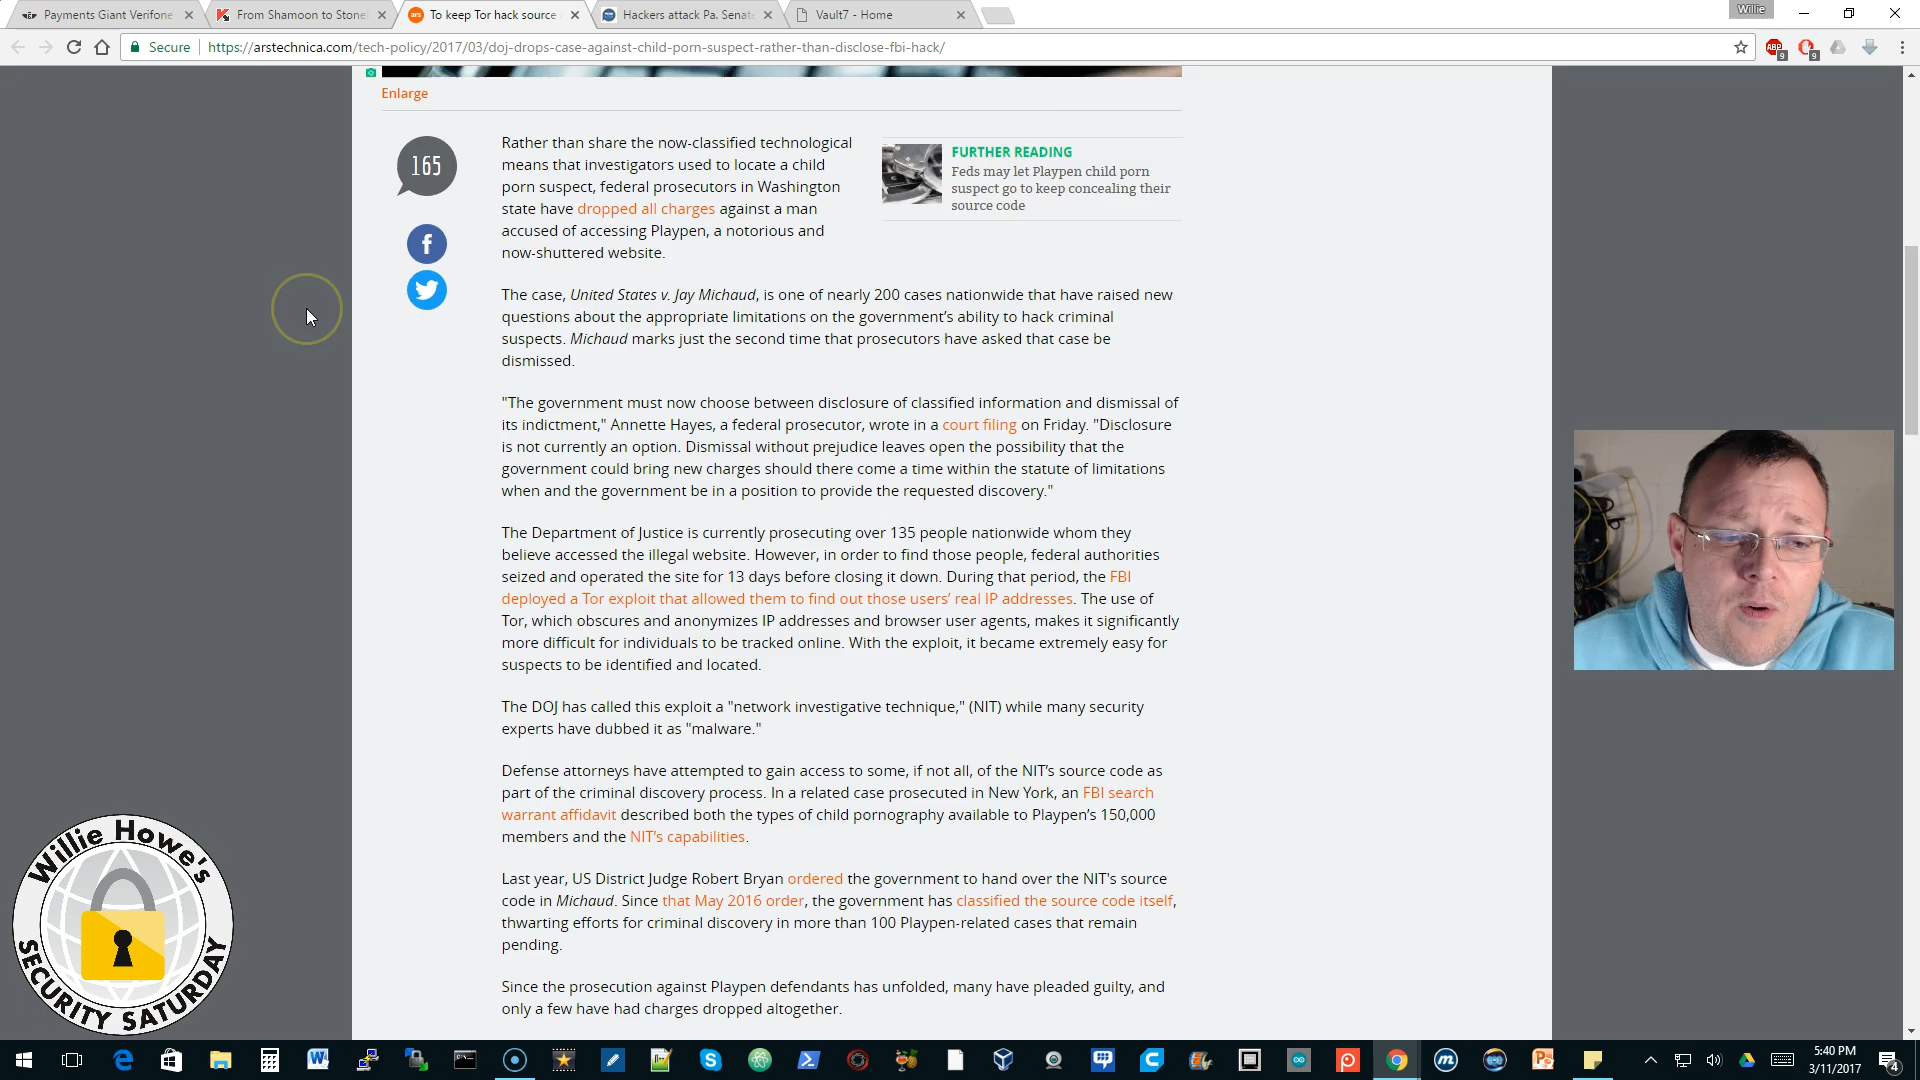 Payments Giant Verifone
From Shamoon to Stone
To keep Tor hack source
Hackers attack Pa. Senat
Vault7 - Home
Willie
Secure
https://arstechnica.com/tech-policy/2017/03/doj-drops-case-against-child-porn-suspect-rather-than-disclose-fbi-hack/
ABP
9
9
Enlarge
165
Rather than share the now-classified technological
means that investigators used to locate a child
porn suspect, federal prosecutors in Washington
state have dropped all charges against a man
accused of accessing Playpen, a notorious and
now-shuttered website.
FURTHER READING
Feds may let Playpen child porn
suspect go to keep concealing their
source code
The case, United States v. Jay Michaud, is one of nearly 200 cases nationwide that have raised new
questions about the appropriate limitations on the government's ability to hack criminal
suspects. Michaud marks just the second time that prosecutors have asked that case be
dismissed.
"The government must now choose between disclosure of classified information and dismissal of
its indictment," Annette Hayes, a federal prosecutor, wrote in a court filing on Friday. "Disclosure
is not currently an option. Dismissal without prejudice leaves open the possibility that the
government could bring new charges should there come a time within the statute of limitations
when and the government be in a position to provide the requested discovery."
The Department of Justice is currently prosecuting over 135 people nationwide whom they
believe accessed the illegal website. However, in order to find those people, federal authorities
seized and operated the site for 13 days before closing it down. During that period, the FBI
deployed a Tor exploit that allowed them to find out those users' real IP addresses. The use of
Tor, which obscures and anonymizes IP addresses and browser user agents, makes it significantly
more difficult for individuals to be tracked online. With the exploit, it became extremely easy for
suspects to be identified and located.
The DOJ has called this exploit a "network investigative technique," (NIT) while many security
experts have dubbed it as "malware."
Defense attorneys have attempted to gain access to some, if not all, of the NIT's source code as
part of the criminal discovery process. In a related case prosecuted in New York, an FBI search
warrant affidavit described both the types of child pornography available to Playpen's 150,000
members and the NIT's capabilities.
Last year, US District Judge Robert Bryan ordered the government to hand over the NIT's source
code in Michaud. Since that May 2016 order, the government has classified the source code itself,
thwarting efforts for criminal discovery in more than 100 Playpen-related cases that remain
pending.
Since the prosecution against Playpen defendants has unfolded, many have pleaded guilty, and
only a few have had charges dropped altogether.
Willie Howe's
SECURITY SATURDAY
5:40 PM
3/11/2017
4